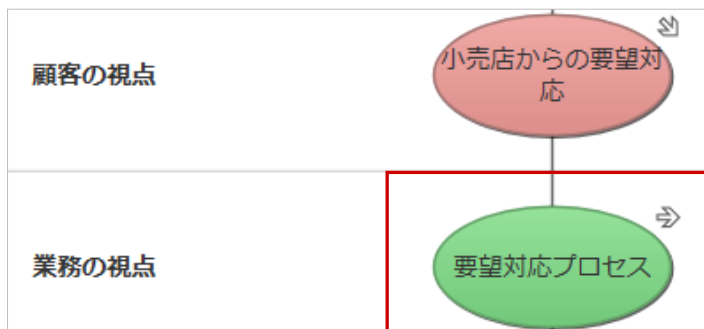 顧客の視点
小売店からの要望対
応
業務の視点
要望対応プロセス